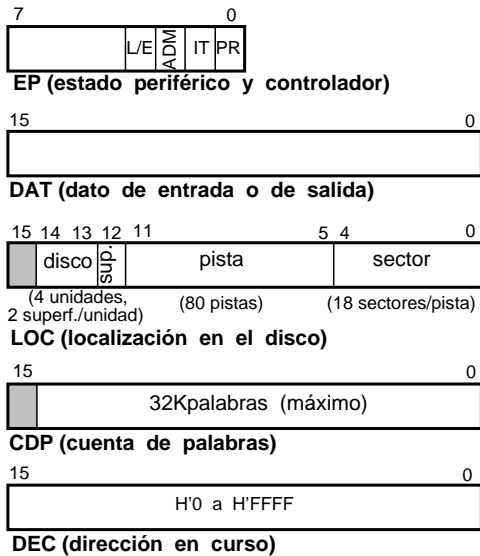 7 0
L/E ADM IT PR
EP (estado periférico y controlador)
15 0
DAT (dato de entrada o de salida)
15 14 13 12 11 5 4 0
disco sup. pista sector
(4 unidades, 2 superf./unidad) (80 pistas) (18 sectores/pista)
LOC (localización en el disco)
15 0
32Kpalabras (máximo)
CDP (cuenta de palabras)
15 0
H'0 a H'FFFF
DEC (dirección en curso)